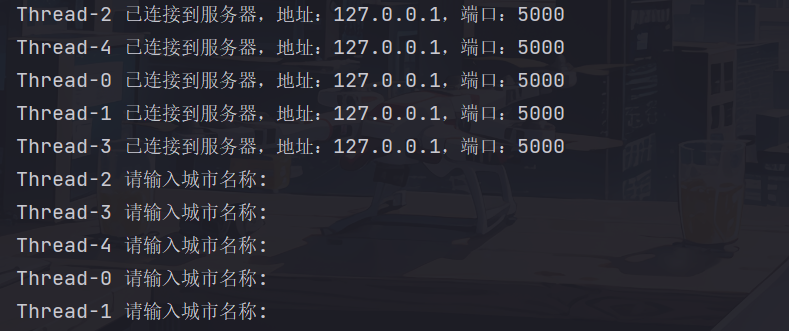 Thread-2 已连接到服务器，地址：127.0.0.1，端口：5000
Thread-4 已连接到服务器，地址：127.0.0.1，端口：5000
Thread-0 已连接到服务器，地址：127.0.0.1，端口：5000
Thread-1 已连接到服务器，地址：127.0.0.1，端口：5000
Thread-3 已连接到服务器，地址：127.0.0.1，端口：5000
Thread-2 请输入城市名称:
Thread-3 请输入城市名称:
Thread-4 请输入城市名称:
Thread-0 请输入城市名称:
Thread-1 请输入城市名称: